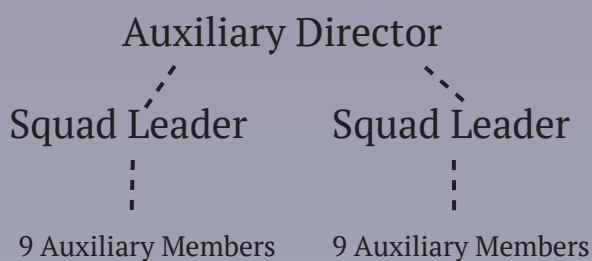 Auxiliary Director
Squad Leader Squad Leader
9 Auxiliary Members 9 Auxiliary Members